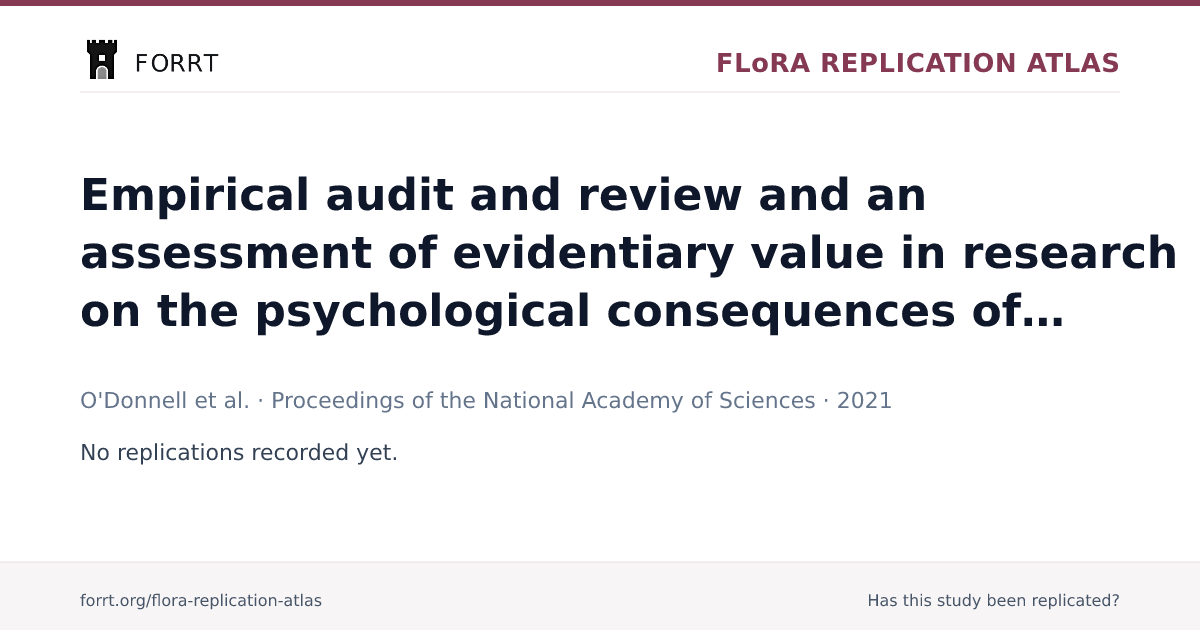 FORRT
FLoRA REPLICATION ATLAS
Empirical audit and review and an
assessment of evidentiary value in research
on the psychological consequences of…
O'Donnell et al. · Proceedings of the National Academy of Sciences · 2021
No replications recorded yet.
forrt.org/flora-replication-atlas
Has this study been replicated?